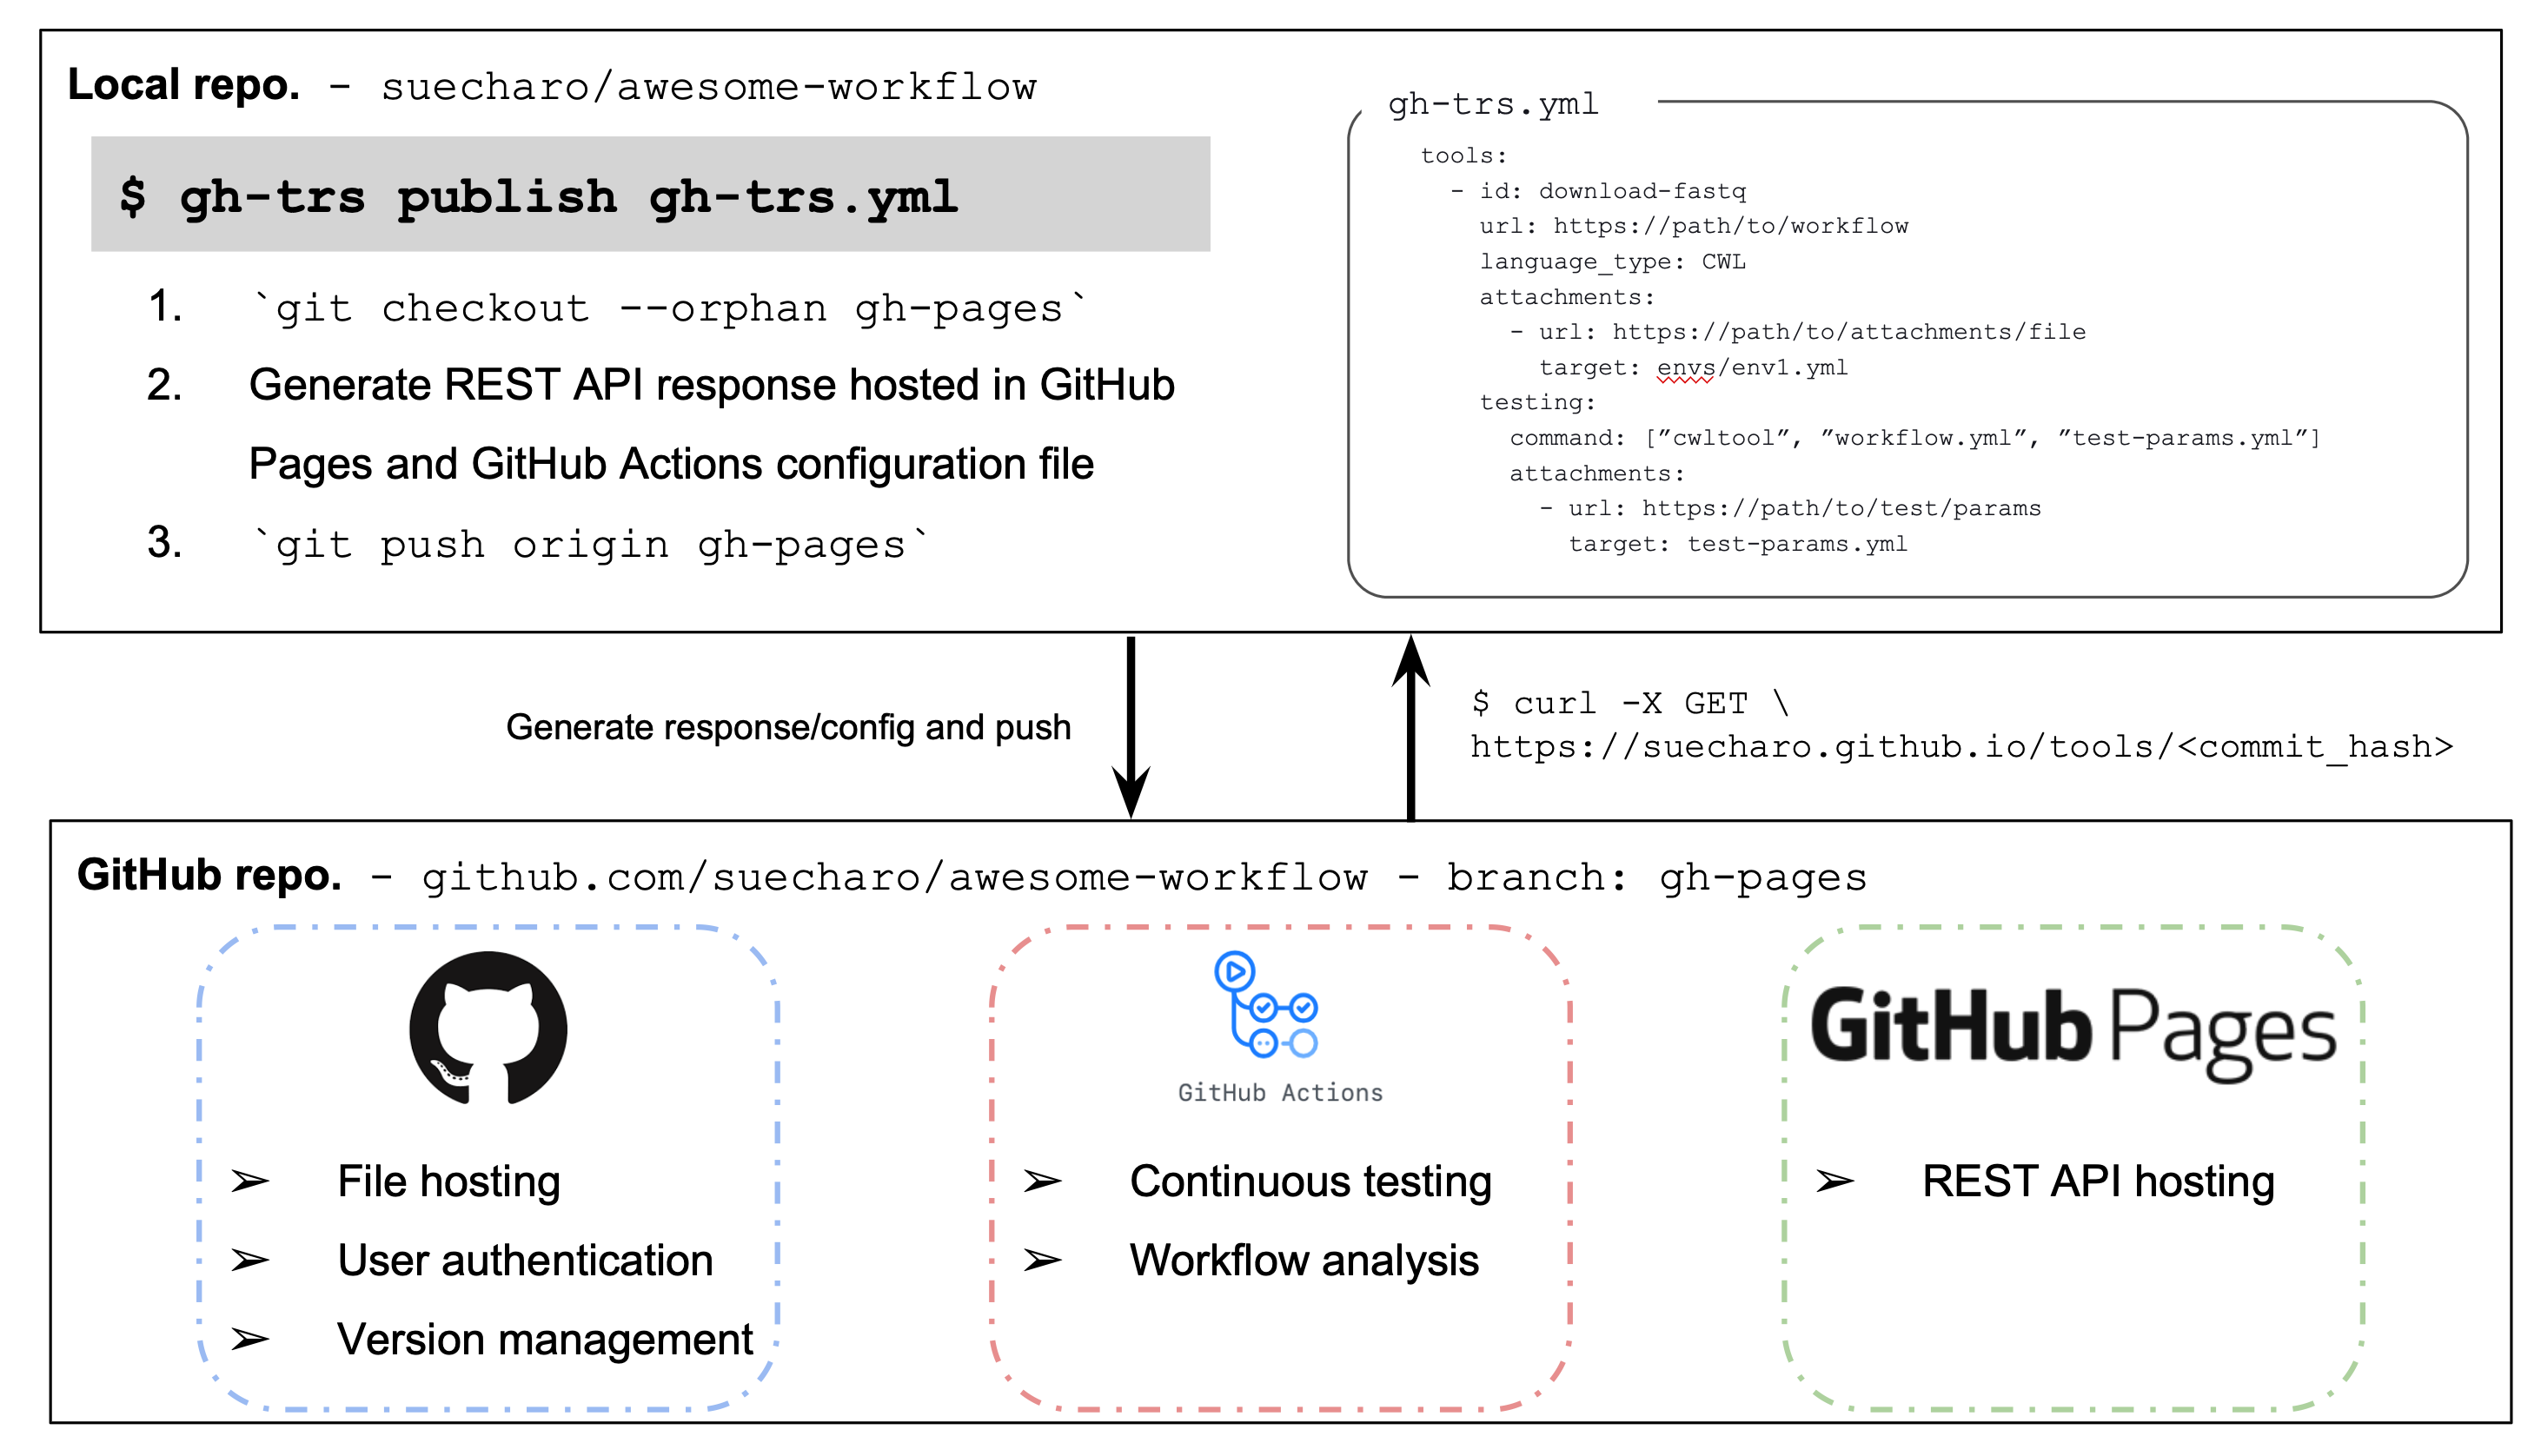 Local repo. - suecharo/awesome-workflow
$ gh-trs publish gh-trs.yml
1. `git checkout --orphan gh-pages`
2. Generate REST API response hosted in GitHub
Pages and GitHub Actions configuration file
3. `git push origin gh-pages`
gh-trs.yml
tools:
- id: download-fastq
url: https://path/to/workflow
language_type: CWL
attachments:
- url: https://path/to/attachments/file
target: envs/env1.yml
testing:
command: [”cwltool”, ”workflow.yml”, ”test-params.yml”]
attachments:
- url: https://path/to/test/params
target: test-params.yml
Generate response/config and push
$ curl -X GET \
https://suecharo.github.io/tools/<commit_hash>
GitHub repo. - github.com/suecharo/awesome-workflow - branch: gh-pages
➢ File hosting
➢ User authentication
➢ Version management
GitHub Actions
➢ Continuous testing
➢ Workflow analysis
GitHub Pages
➢ REST API hosting